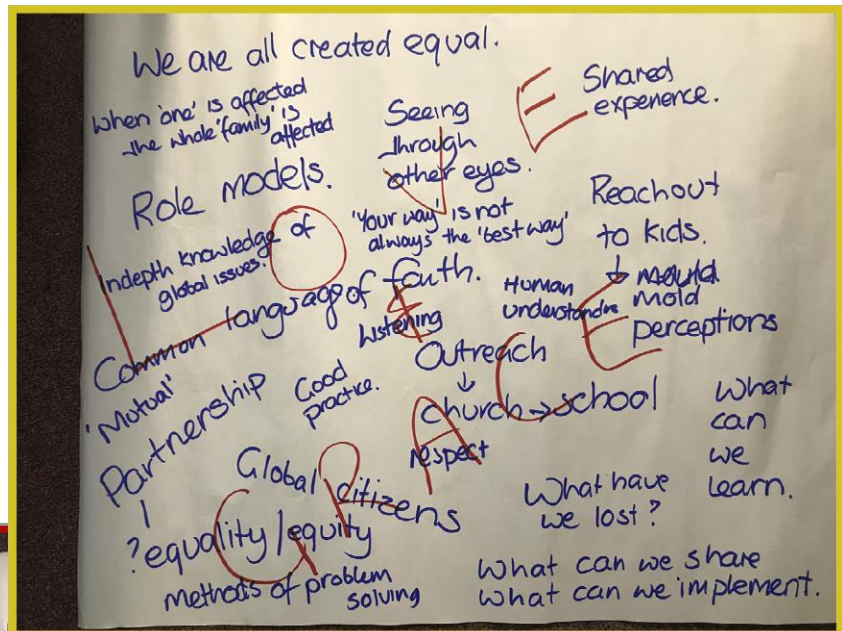 We are all created equal.
When 'one' is affected
the whole 'family' is
affected
Seeing
through
other eyes.
Shared
experience.
Role models.
'Your way' is not
always the 'best way'
Reachout
to kids.
↓ mould
mold
perceptions
Indepth knowledge of
global issues.
Common language of faith.
Listening
Human
understandns
'Mutual'
Partnership
|
? equality / equity
Good
practice.
Outreach
↓
church → school
respect
Global citizens
methods of problem
solving
What
can
we
learn.
What have
we lost?
What can we share
What can we implement.
LOVE
&
GRACE